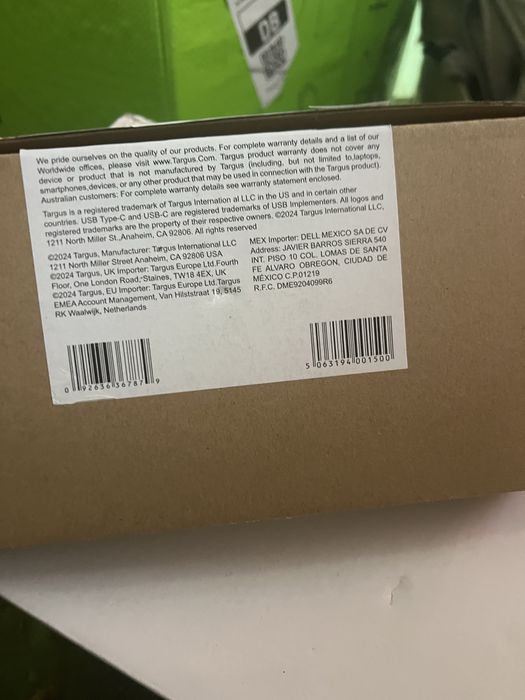 DB
We pride ourselves on the quality of our products. For complete warranty details and a list of our
Worldwide offices, please visit www.Targus.Com. Targus product warranty does not cover any
device or product that is not manufactured by Targus (including, but not limited to,laptops,
smartphones,devices, or any other product that may be used in connection with the Targus product).
Australian customers: For complete warranty details see warranty statement enclosed.
Targus is a registered trademark of Targus Internation al LLC in the US and in certain other
countries. USB Type-C and USB-C are registered trademarks of USB Implementers. All logos and
registered trademarks are the property of their respective owners. ©2024 Targus International LLC,
1211 North Miller St.,Anaheim, CA 92806. All rights reserved
©2024 Targus, Manufacturer: Targus International LLC
1211 North Miller Street Anaheim, CA 92806 USA
©2024 Targus, UK Importer: Targus Europe Ltd.Fourth
Floor, One London Road, Staines, TW18 4EX, UK
©2024 Targus, EU Importer: Targus Europe Ltd.Targus
EMEA Account Management, Van Hilststraat 19, 5145
RK Waalwijk, Netherlands
MEX Importer: DELL MEXICO SA DE CV
Address: JAVIER BARROS SIERRA 540
INT. PISO 10 COL. LOMAS DE SANTA
FE ALVARO OBREGON, CIUDAD DE
MÉXICO C.P.01219
R.F.C. DME9204099R6
0 92636 36787 9
5 063194 001500